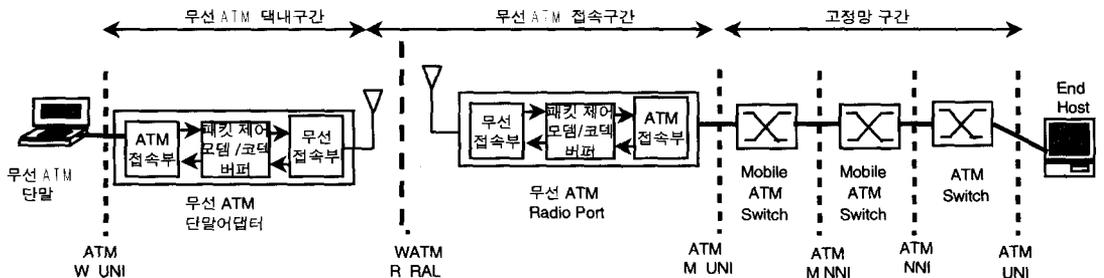 무선 ATM 댁내구간
무선 ATM 접속구간
고정망 구간
ATM
접속부
패킷 제어
모뎀/코덱
버퍼
무선
접속부
무선 ATM
단말
무선 ATM
단말어댑터
무선
접속부
패킷 제어
모뎀/코덱
버퍼
ATM
접속부
무선 ATM
Radio Port
Mobile
ATM
Switch
Mobile
ATM
Switch
ATM
Switch
End
Host
ATM
W UNI
WATM
R RAL
ATM
M UNI
ATM
M NNI
ATM
NNI
ATM
UNI